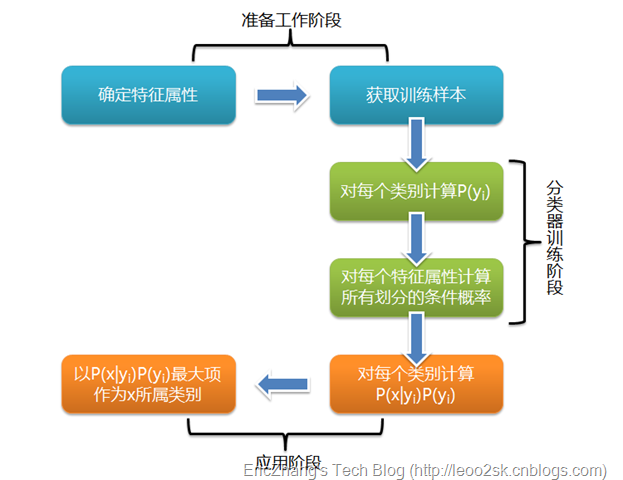 准备工作阶段
确定特征属性
获取训练样本
对每个类别计算P(yi)
对每个特征属性计算
所有划分的条件概率
分类器训练阶段
对每个类别计算
P(x|yi)P(yi)
以P(x|yi)P(yi)最大项
作为x所属类别
应用阶段
EricZhang's Tech Blog (http://leoo2sk.cnblogs.com)